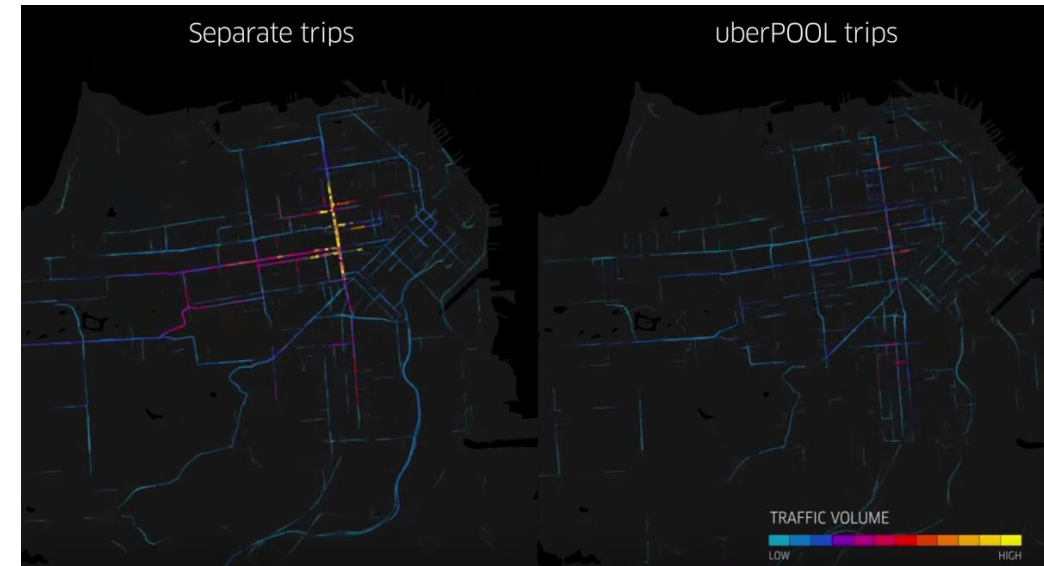 Separate trips
uberPOOL trips
TRAFFIC VOLUME
LOW
HIGH